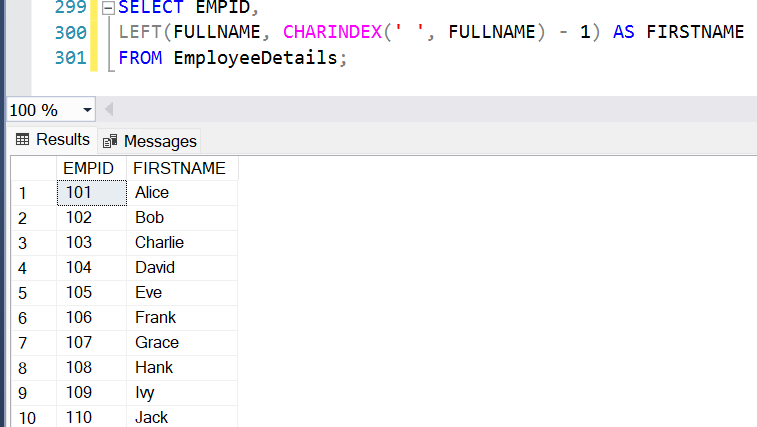 299 SELECT EMPID,
300 LEFT(FULLNAME, CHARINDEX(' ', FULLNAME) - 1) AS FIRSTNAME
301 FROM EmployeeDetails;
100 %
Results Messages
EMPID FIRSTNAME
1 101 Alice
2 102 Bob
3 103 Charlie
4 104 David
5 105 Eve
6 106 Frank
7 107 Grace
8 108 Hank
9 109 Ivy
10 110 Jack